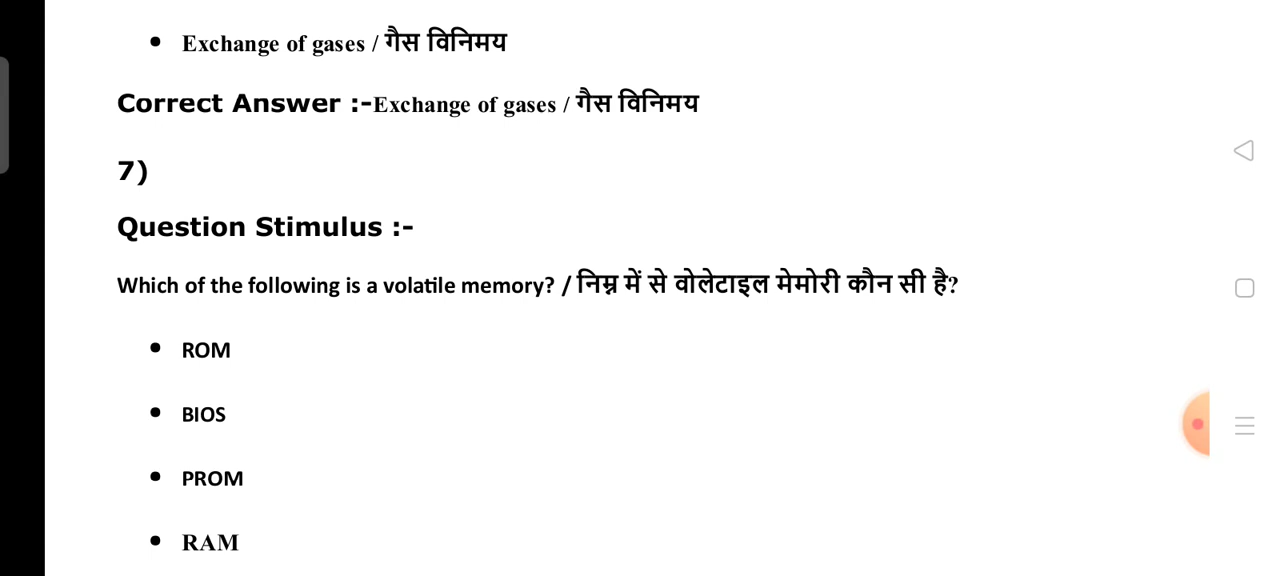 Exchange of gases / गैस विनिमय
Correct Answer :-Exchange of gases / गैस विनिमय
7)
Question Stimulus :-
Which of the following is a volatile memory? / निम्न में से वोलेटाइल मेमोरी कौन सी है?
ROM
BIOS
PROM
RAM